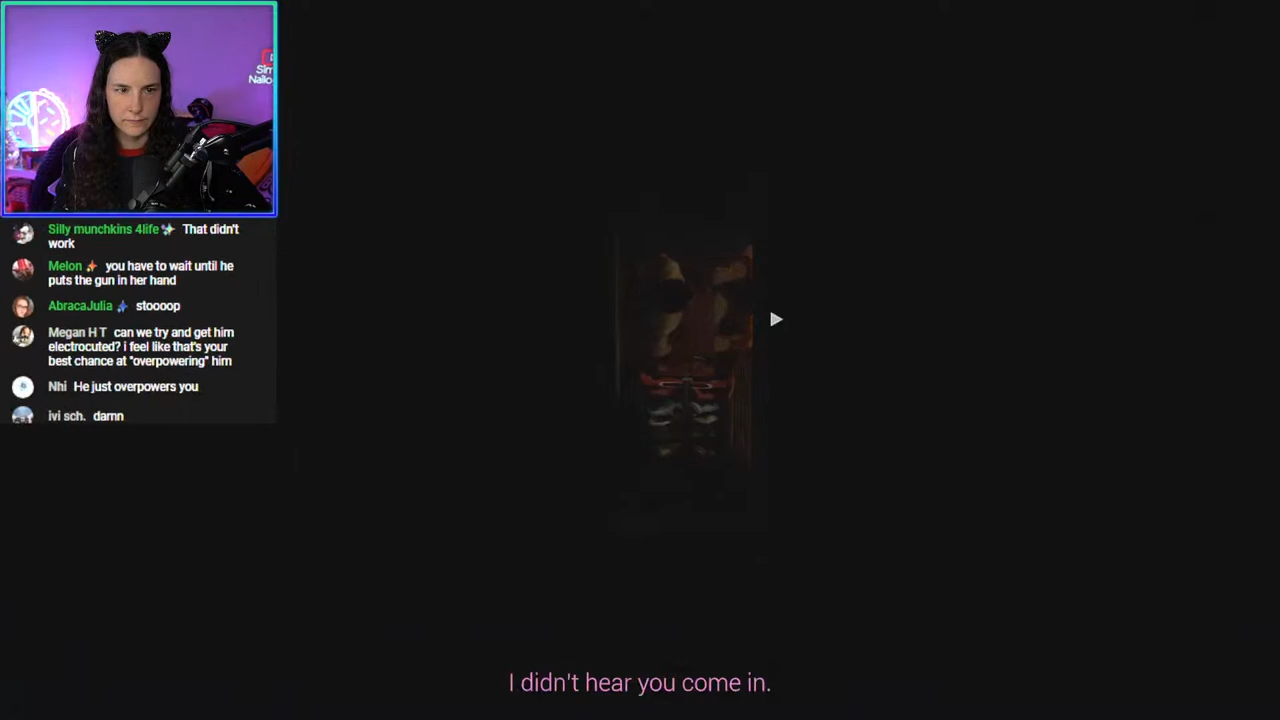 Silly munchkins 4life That didn't
work
Melon you have to wait until he
puts the gun in her hand
AbracaJulia stoooop
Megan H T can we try and get him
electrocuted? i feel like that's your
best chance at "overpowering" him
Nhi He just overpowers you
ivi sch. damn
I didn't hear you come in.